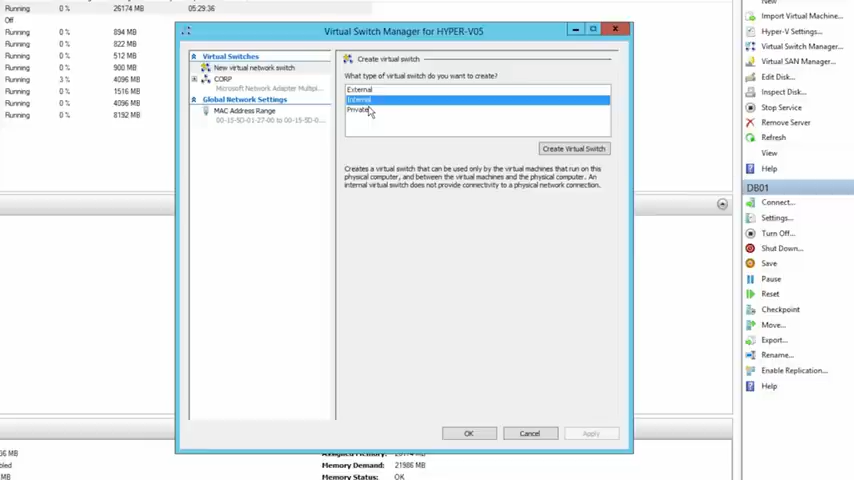 Running 0 % 26174 MB 05:29:36
Off
Running 0 % 894 MB
Running 0 % 822 MB
Running 0 % 512 MB
Running 0 % 900 MB
Running 3 % 4096 MB
Running 0 % 1516 MB
Running 0 % 4096 MB
Running 0 % 8192 MB
Virtual Switch Manager for HYPER-V05
Virtual Switches
New virtual network switch
CORP
Microsoft Network Adapter Multipl...
Global Network Settings
MAC Address Range
00-15-5D-01-27-00 to 00-15-5D-0...
Create virtual switch
What type of virtual switch do you want to create?
External
Internal
Private
Create Virtual Switch
Creates a virtual switch that can be used only by the virtual machines that run on this
physical computer, and between the virtual machines and the physical computer. An
internal virtual switch does not provide connectivity to a physical network connection.
OK
Cancel
Apply
New
Import Virtual Machine...
Hyper-V Settings...
Virtual Switch Manager...
Virtual SAN Manager...
Edit Disk...
Inspect Disk...
Stop Service
Remove Server
Refresh
View
Help
DB01
Connect...
Settings...
Turn Off...
Shut Down...
Save
Pause
Reset
Checkpoint
Move...
Export...
Rename...
Enable Replication...
Help
Memory Demand: 21986 MB
Memory Status: OK